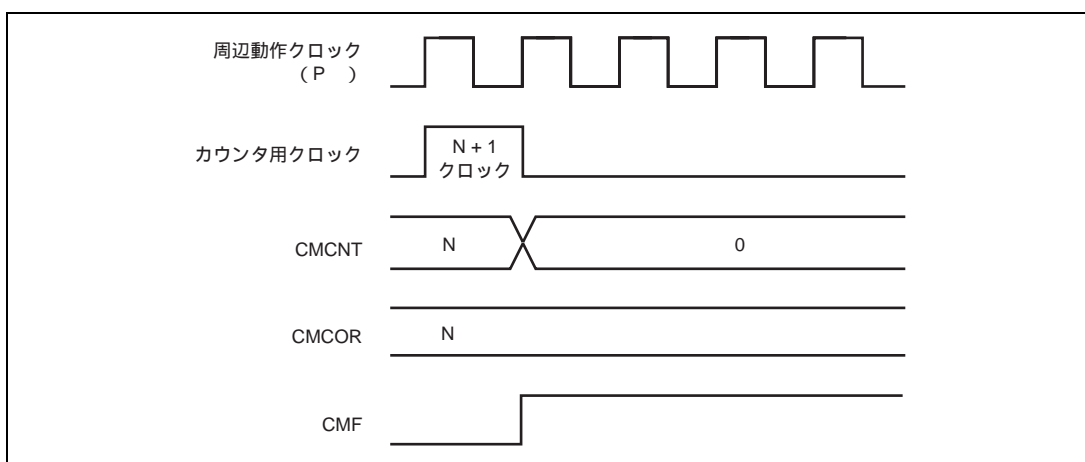 周辺動作クロック
(P )
カウンタ用クロック
N + 1
クロック
CMCNT
N
0
CMCOR
N
CMF